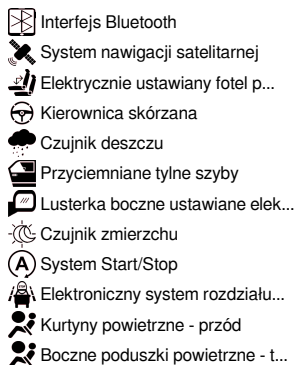 Interfejs Bluetooth
System nawigacji satelitarnej
Elektrycznie ustawiany fotel p...
Kierownica skórzana
Czujnik deszczu
Przyciemniane tylne szyby
Lusterka boczne ustawiane elek...
Czujnik zmierzchu
A System Start/Stop
Elektroniczny system rozdziału...
Kurtyny powietrzne - przód
Boczne poduszki powietrzne - t...